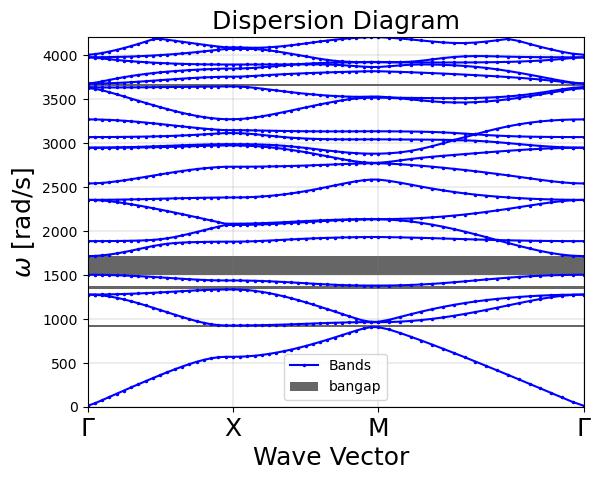 Dispersion Diagram
ω [rad/s]
4000
3500
3000
2500
2000
1500
1000
500
0
Bands
bangap
Γ X M Γ
Wave Vector